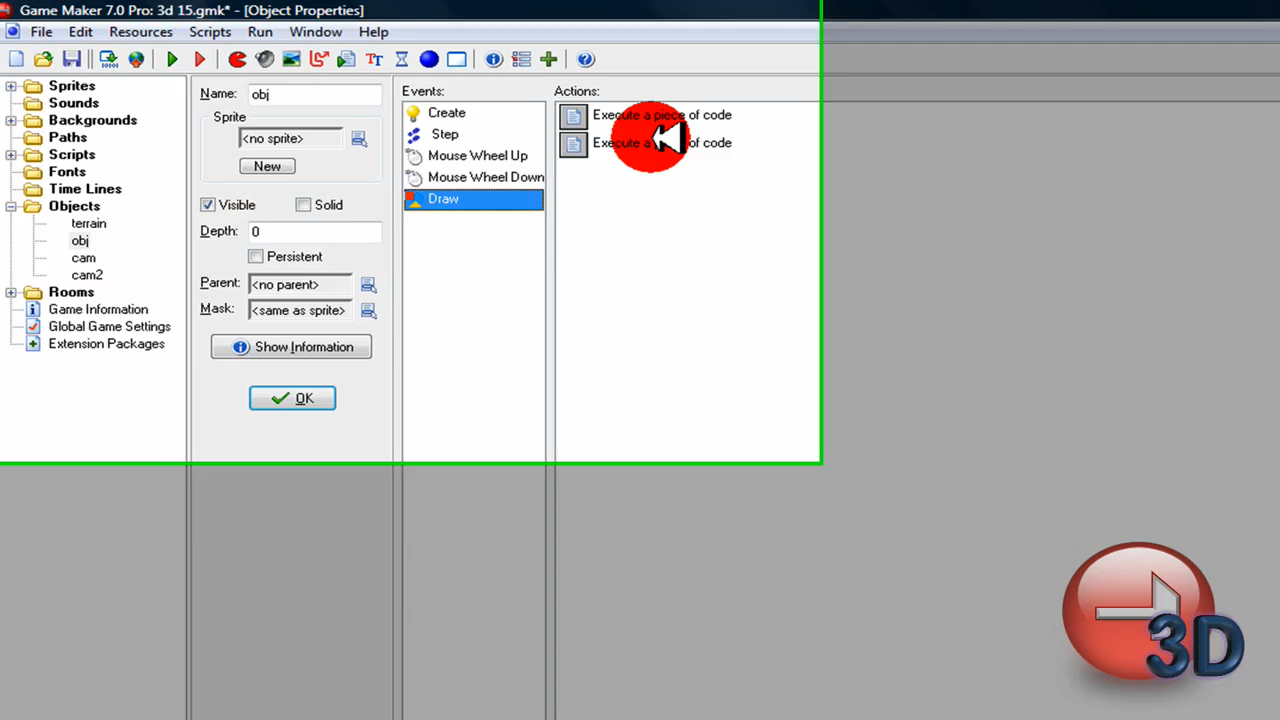 Game Maker 7.0 Pro: 3d 15.gmk* - [Object Properties]
File Edit Resources Scripts Run Window Help
Sprites
Sounds
Backgrounds
Paths
Scripts
Fonts
Time Lines
Objects
terrain
obj
cam
cam2
Rooms
Game Information
Global Game Settings
Extension Packages
Name: obj
Sprite
<no sprite>
New
Visible Solid
Depth: 0
Persistent
Parent: <no parent>
Mask: <same as sprite>
Show Information
OK
Events:
Create
Step
Mouse Wheel Up
Mouse Wheel Down
Draw
Actions:
Execute a piece of code
Execute a of code
3D